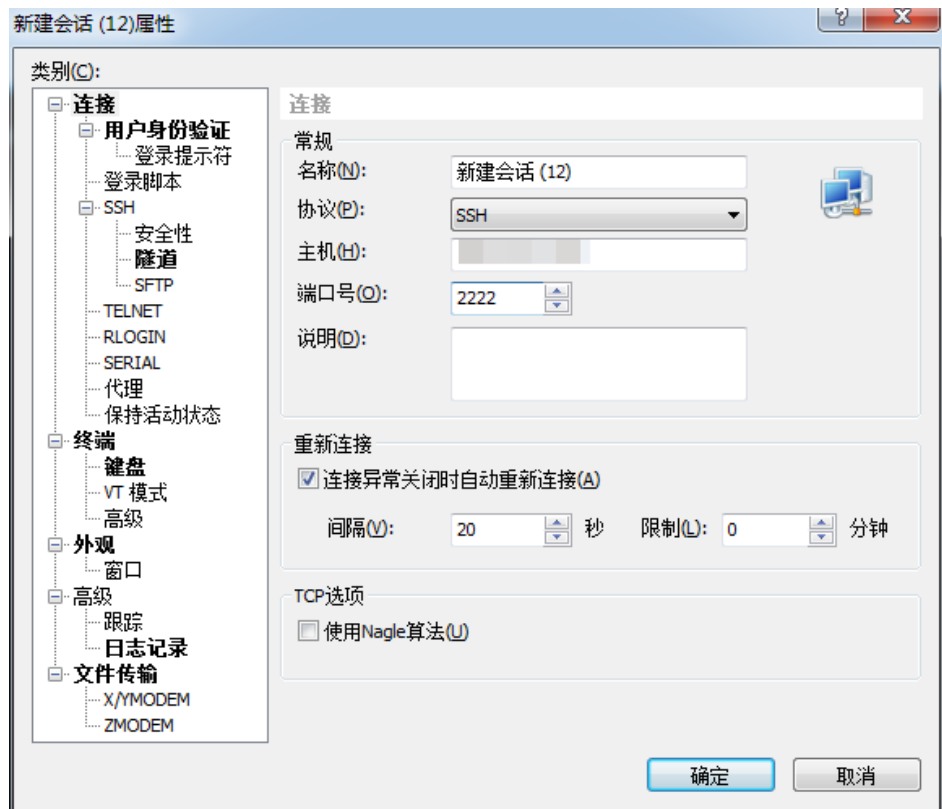 新建会话 (12)属性
类别(C):
连接
用户身份验证
登录提示符
登录脚本
SSH
安全性
隧道
SFTP
TELNET
RLOGIN
SERIAL
代理
保持活动状态
终端
键盘
VT 模式
高级
外观
窗口
高级
跟踪
日志记录
文件传输
X/YMODEM
ZMODEM
连接
常规
名称(N): 新建会话 (12)
协议(P): SSH
主机(H):
端口号(O): 2222
说明(D):
重新连接
连接异常关闭时自动重新连接(A)
间隔(V): 20 秒 限制(L): 0 分钟
TCP选项
使用Nagle算法(U)
确定 取消